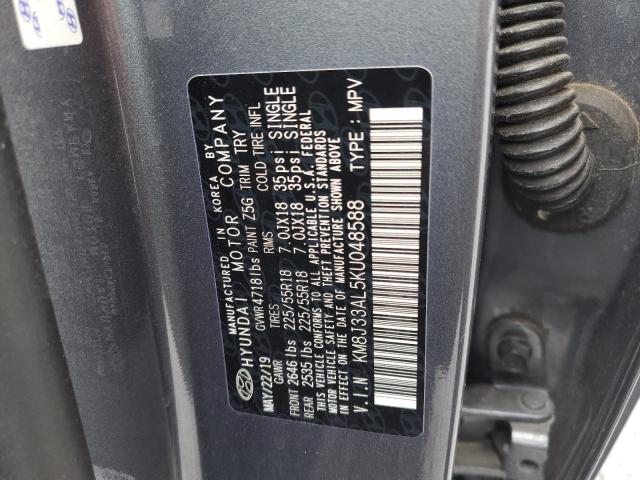 MANUFACTURED IN KOREA BY
HYUNDAI MOTOR COMPANY
MAY/22/19 GVWR 4718 lbs PAINT Z5G TRIM TRY
GAWR TIRES RIMS COLD TIRE INFL
FRONT 2646 lbs 225/55R18 7.0JX18 35psi SINGLE
REAR 2535 lbs 225/55R18 7.0JX18 35psi SINGLE
THIS VEHICLE CONFORMS TO ALL APPLICABLE U.S.A. FEDERAL
MOTOR VEHICLE SAFETY AND THEFT PREVENTION STANDARDS
IN EFFECT ON THE DATE OF MANUFACTURE SHOWN ABOVE
V.I.N KM8J33AL5KU048588 TYPE : MPV